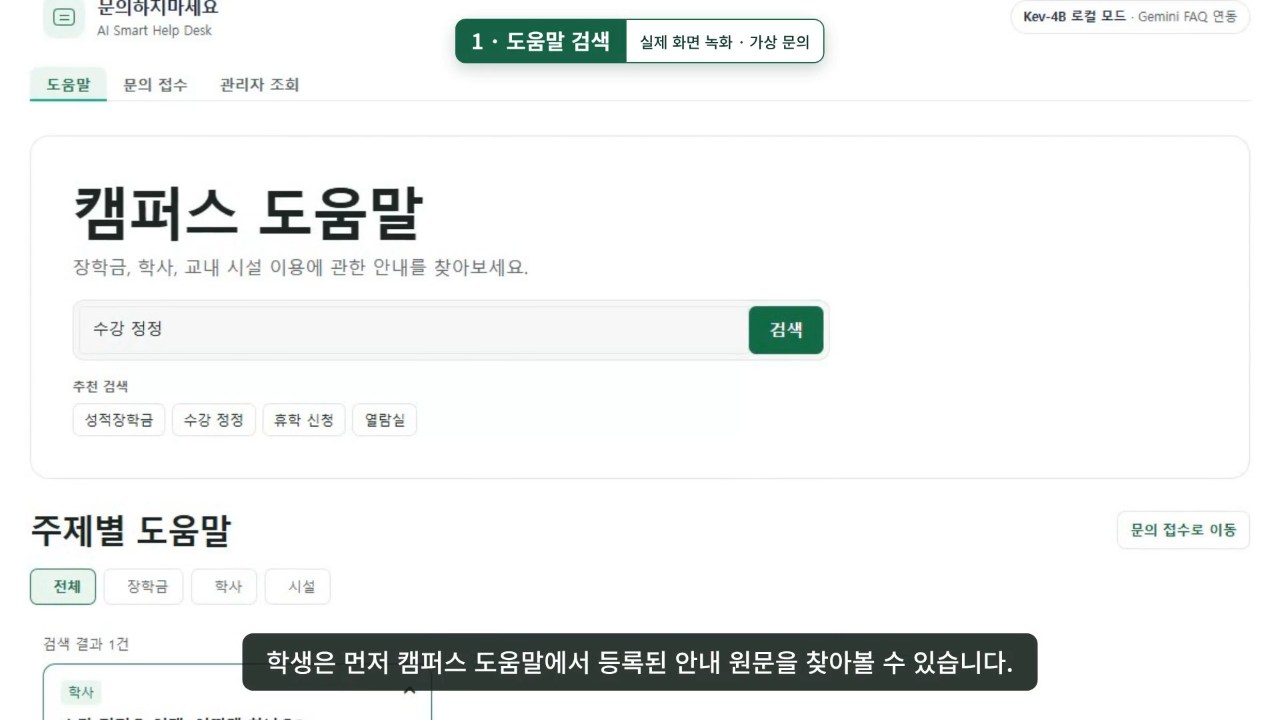 문의하지마세요
AI Smart Help Desk
1 · 도움말 검색
실제 화면 녹화 · 가상 문의
Kev-4B 로컬 모드 · Gemini FAQ 연동
도움말 문의 접수 관리자 조회
캠퍼스 도움말
장학금, 학사, 교내 시설 이용에 관한 안내를 찾아보세요.
수강 정정
검색
추천 검색
성적장학금 수강 정정 휴학 신청 열람실
주제별 도움말
문의 접수로 이동
전체 장학금 학사 시설
검색 결과 1건
학생은 먼저 캠퍼스 도움말에서 등록된 안내 원문을 찾아볼 수 있습니다.
학사